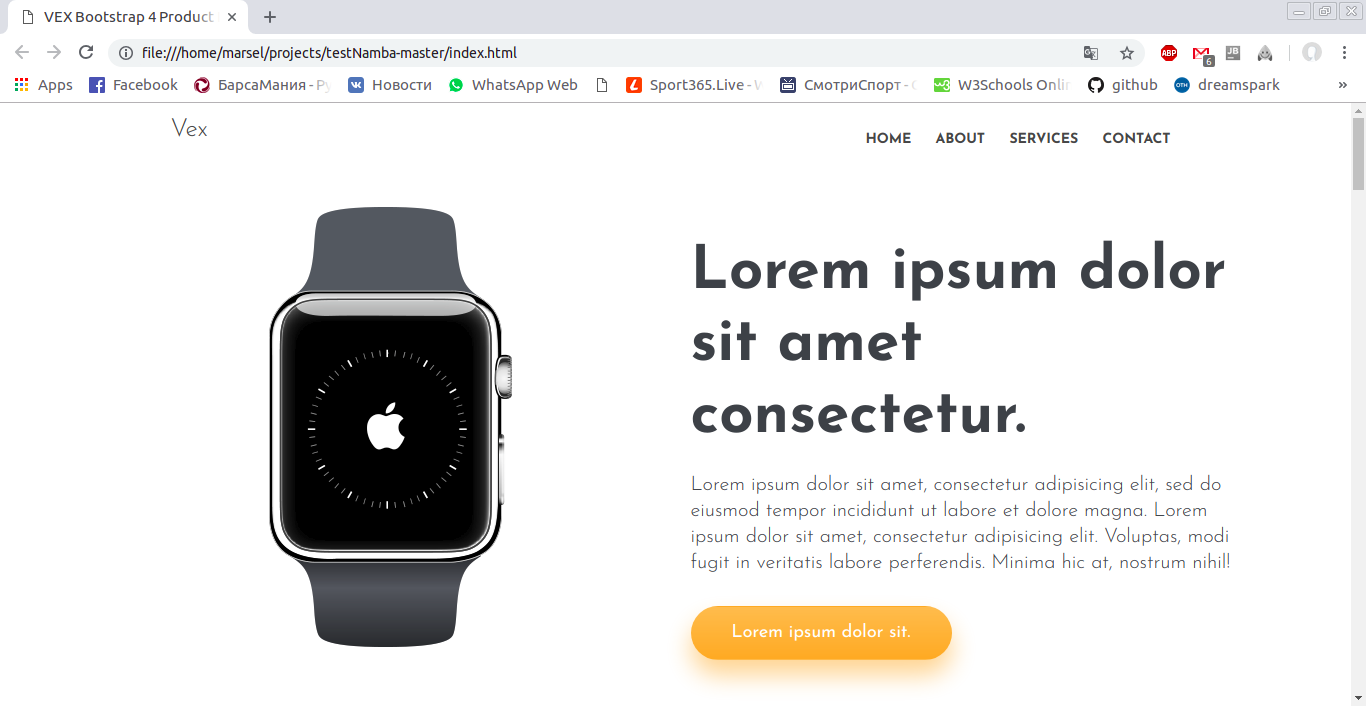 VEX Bootstrap 4 Product
file:///home/marsel/projects/testNamba-master/index.html
ABP
6
JB
Apps Facebook БарсаМания - Ру Новости WhatsApp Web Sport365.Live - СмотриСпорт - W3Schools Onli github OTH dreamspark »
Vex
HOME ABOUT SERVICES CONTACT
Lorem ipsum dolor
sit amet
consectetur.
Lorem ipsum dolor sit amet, consectetur adipisicing elit, sed do
eiusmod tempor incididunt ut labore et dolore magna. Lorem
ipsum dolor sit amet, consectetur adipisicing elit. Voluptas, modi
fugit in veritatis labore perferendis. Minima hic at, nostrum nihil!
Lorem ipsum dolor sit.